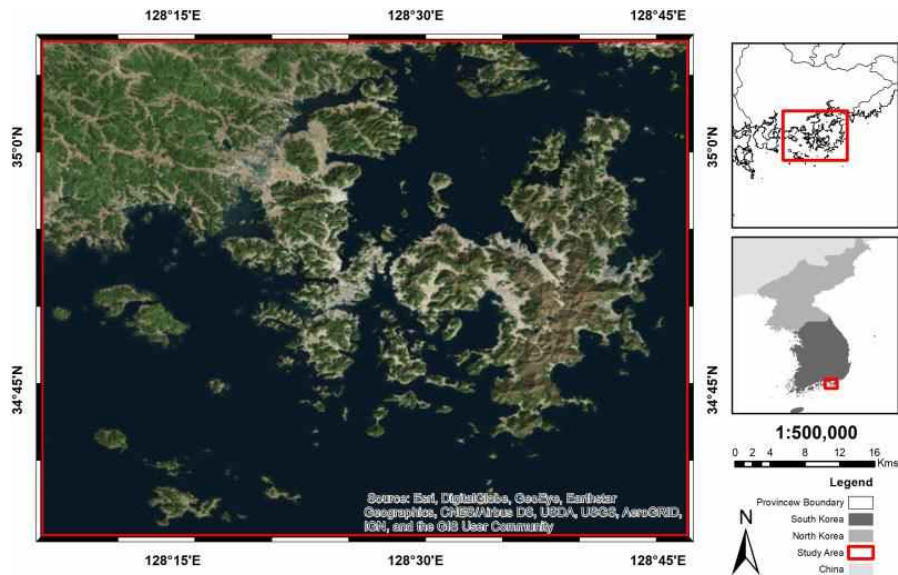 128°15'E 128°30'E 128°45'E
35°0'N 35°0'N
34°45'N 34°45'N
Source: Esri, DigitalGlobe, GeoEye, Earthstar
Geographics, CNES/Airbus DS, USDA, USGS, AeroGRID,
IGN, and the GIS User Community
128°15'E 128°30'E 128°45'E
1:500,000
0 2 4 8 12 16
Kms
Legend
Provincew Boundary
South Korea
North Korea
Study Area
China
N